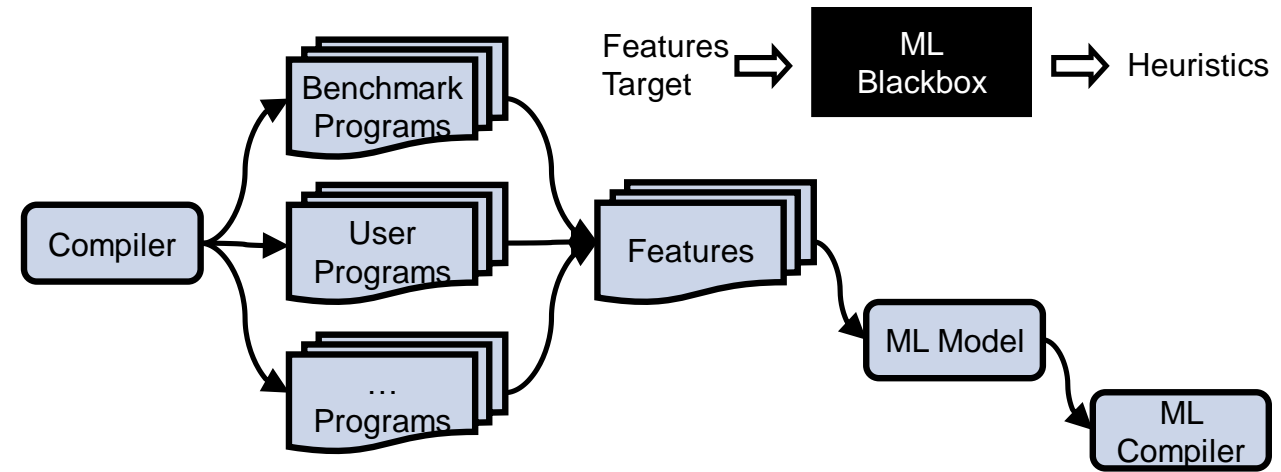 Benchmark
Programs
Features
Target
ML
Blackbox
Heuristics
Compiler
User
Programs
Features
…
Programs
ML Model
ML
Compiler